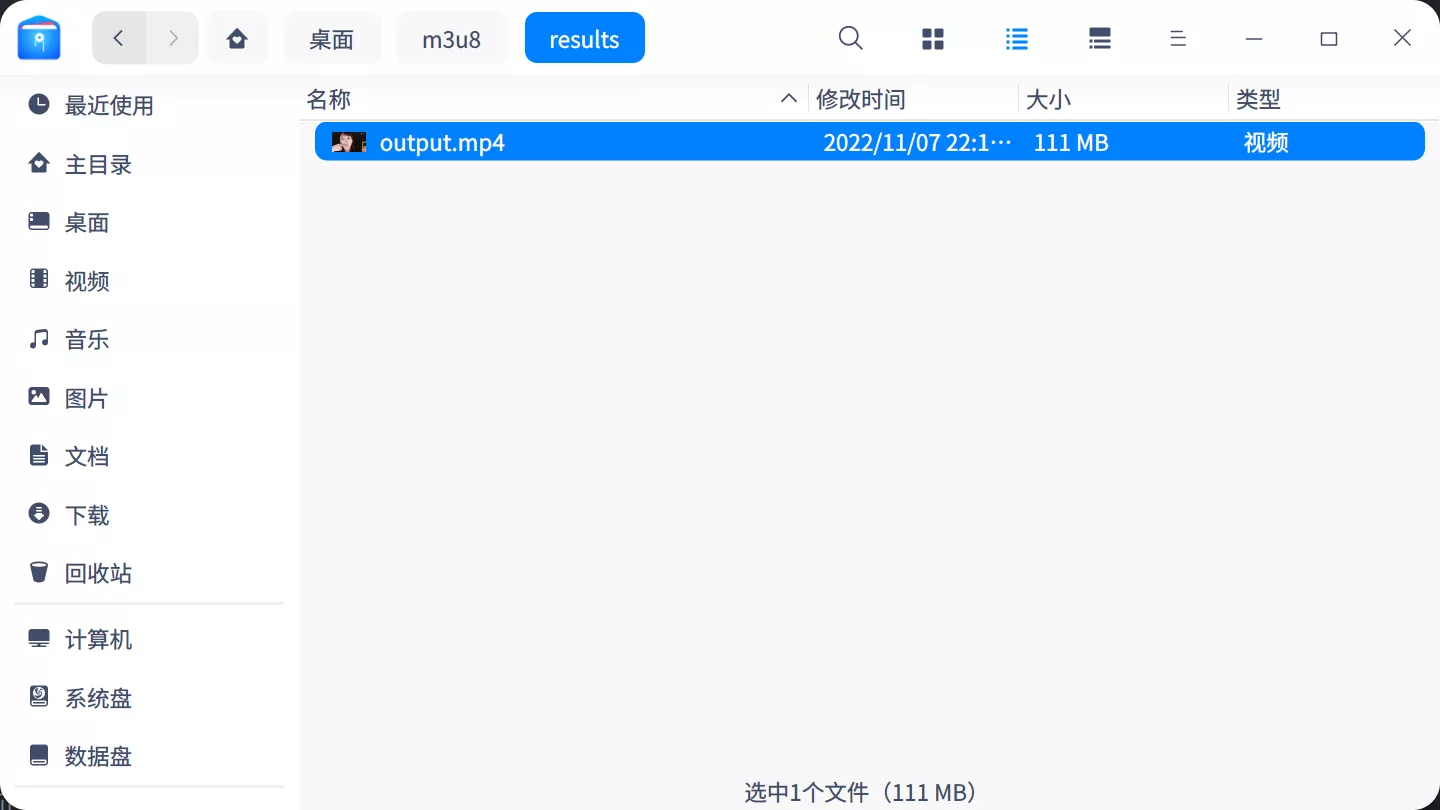 桌面 m3u8 results
名称 修改时间 大小 类型
output.mp4 2022/11/07 22:1··· 111 MB 视频
最近使用
主目录
桌面
视频
音乐
图片
文档
下载
回收站
计算机
系统盘
数据盘
选中1个文件（111 MB）